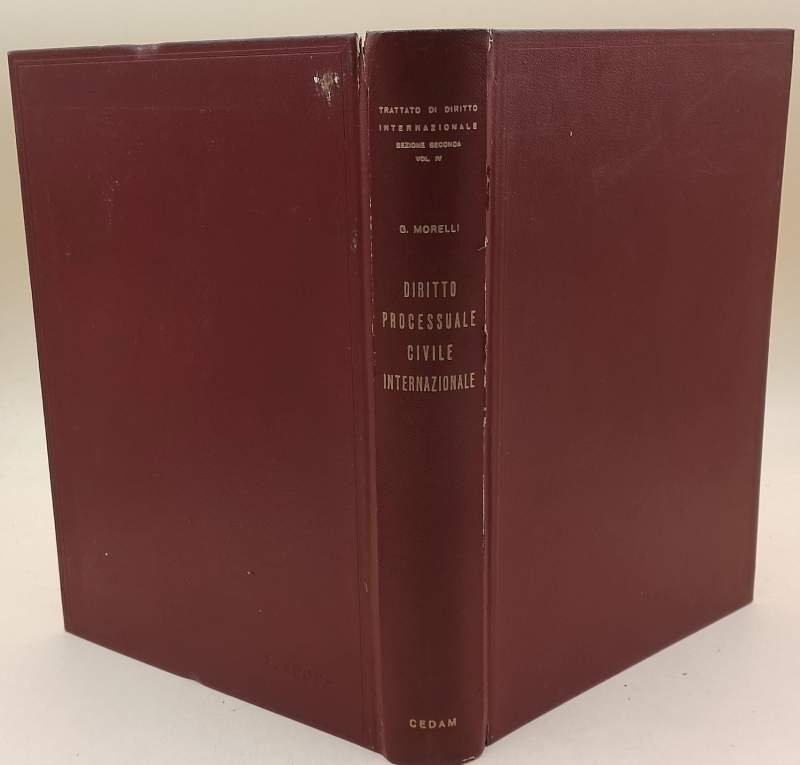 TRATTATO DI DIRITTO
INTERNAZIONALE
SEZIONE SECONDA
VOL. IV
G. MORELLI
DIRITTO
PROCESSUALE
CIVILE
INTERNAZIONALE
CEDAM